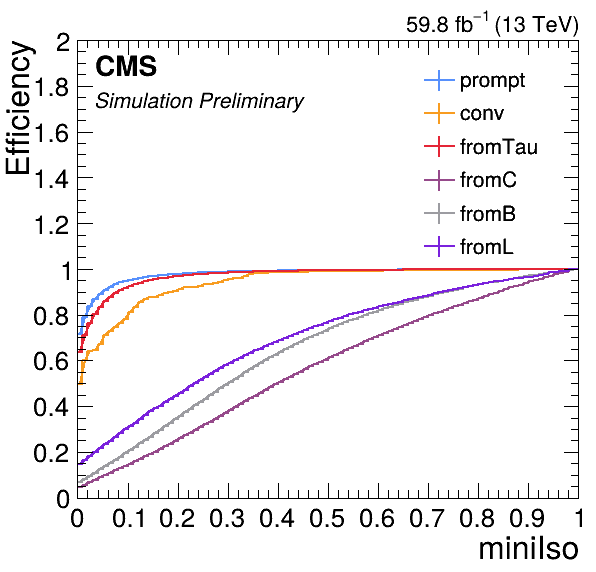 59.8 fb⁻¹ (13 TeV)
Efficiency
2
1.8
1.6
1.4
1.2
1
0.8
0.6
0.4
0.2
0
CMS
Simulation Preliminary
prompt
conv
fromTau
fromC
fromB
fromL
0 0.1 0.2 0.3 0.4 0.5 0.6 0.7 0.8 0.9 1
miniIso